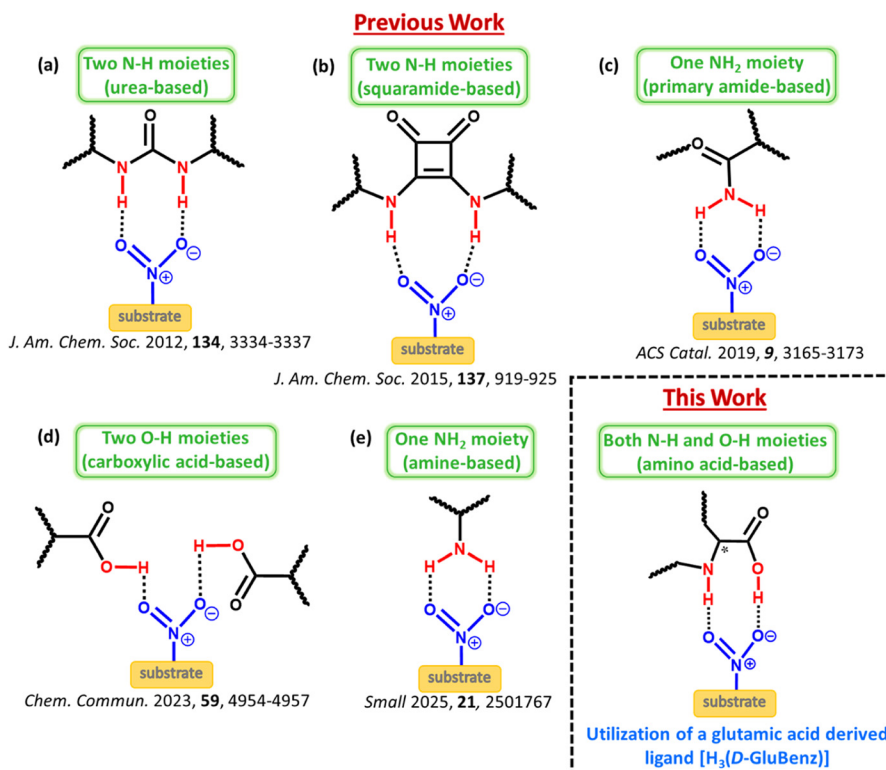 Previous Work
(a)
Two N-H moieties
(urea-based)
O
N
N
H
H
O
O
⊖
N
⊕
substrate
J. Am. Chem. Soc. 2012, 134, 3334-3337
(b)
Two N-H moieties
(squaramide-based)
O
O
N
N
H
H
O
O
⊖
N
⊕
substrate
J. Am. Chem. Soc. 2015, 137, 919-925
(c)
One NH₂ moiety
(primary amide-based)
O
N
H
H
O
O
⊖
N
⊕
substrate
ACS Catal. 2019, 9, 3165-3173
(d)
Two O-H moieties
(carboxylic acid-based)
O
O
H
H
O
O
O
O
⊖
N
⊕
substrate
Chem. Commun. 2023, 59, 4954-4957
(e)
One NH₂ moiety
(amine-based)
N
H
H
O
O
⊖
N
⊕
substrate
Small 2025, 21, 2501767
This Work
Both N-H and O-H moieties
(amino acid-based)
O
*
N
O
H
H
O
O
⊖
N
⊕
substrate
Utilization of a glutamic acid derived
ligand [H₃(D-GluBenz)]